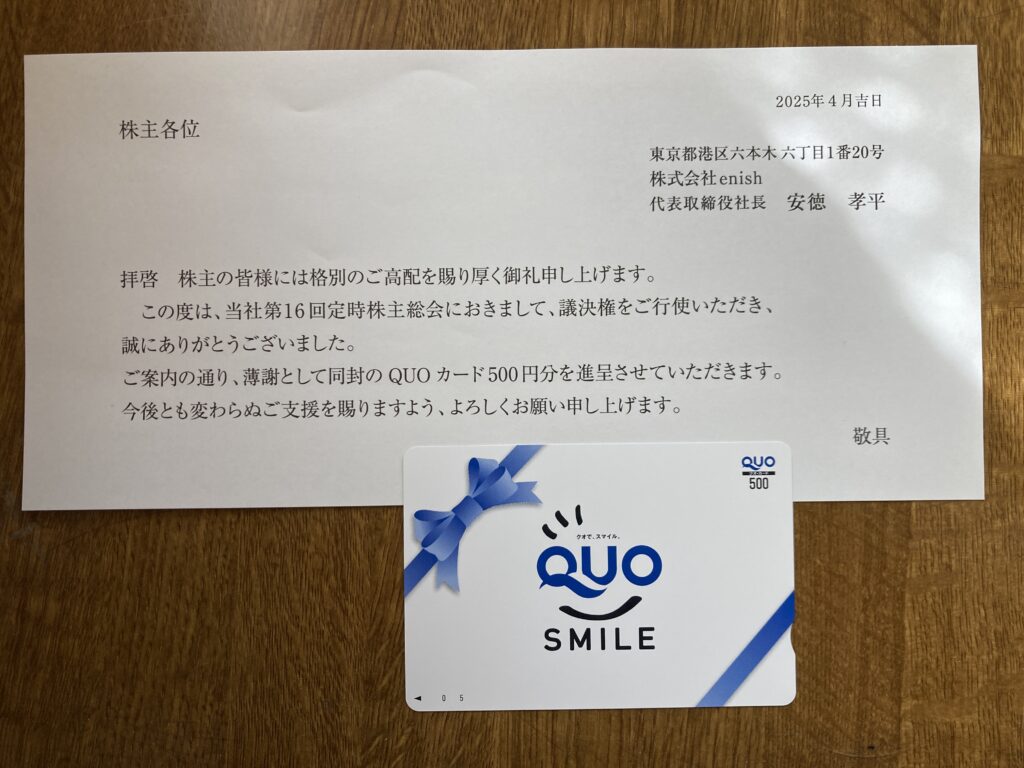 2025年4月吉日
株主各位
東京都港区六本木 六丁目1番20号
株式会社enish
代表取締役社長　安徳　孝平
拝啓　株主の皆様には格別のご高配を賜り厚く御礼申し上げます。
　この度は、当社第16回定時株主総会におきまして、議決権をご行使いただき、
誠にありがとうございました。
ご案内の通り、薄謝として同封の QUO カード 500 円分を進呈させていただきます。
今後とも変わらぬご支援を賜りますよう、よろしくお願い申し上げます。
敬具
QUO
クオ・カード
500
クオで、スマイル。
QUO
SMILE
◀ 0 5